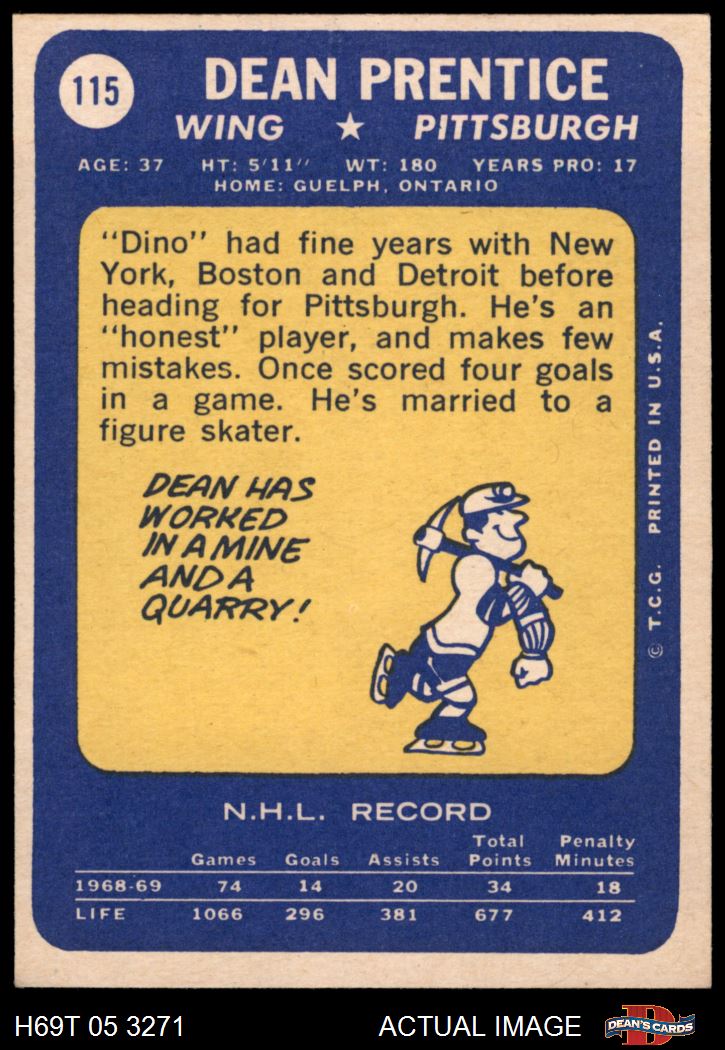 115
DEAN PRENTICE
WING ★ PITTSBURGH
AGE: 37 HT: 5'11" WT: 180 YEARS PRO: 17
HOME: GUELPH, ONTARIO
"Dino" had fine years with New
York, Boston and Detroit before
heading for Pittsburgh. He's an
"honest" player, and makes few
mistakes. Once scored four goals
in a game. He's married to a
figure skater.
DEAN HAS
WORKED
IN A MINE
AND A
QUARRY!
© T.C.G. PRINTED IN U.S.A.
N.H.L. RECORD
Games Goals Assists Total Points Penalty Minutes
1968-69 74 14 20 34 18
LIFE 1066 296 381 677 412
H69T 05 3271 ACTUAL IMAGE DEAN'S CARDS